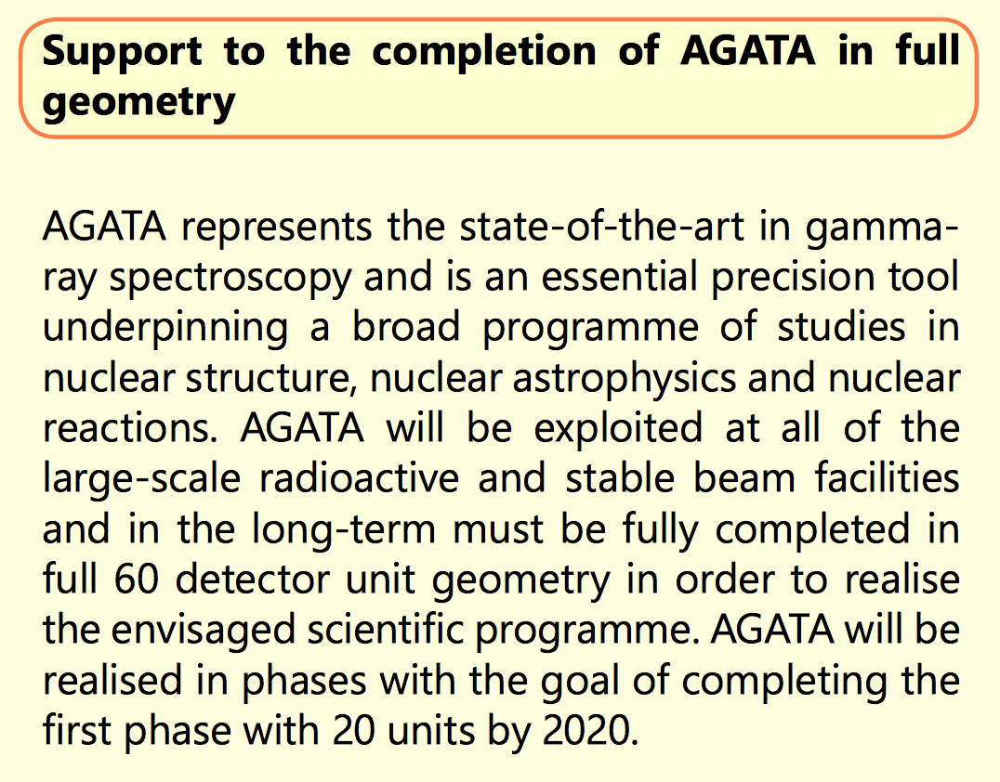 Support to the completion of AGATA in full
geometry
AGATA represents the state-of-the-art in gamma-
ray spectroscopy and is an essential precision tool
underpinning a broad programme of studies in
nuclear structure, nuclear astrophysics and nuclear
reactions. AGATA will be exploited at all of the
large-scale radioactive and stable beam facilities
and in the long-term must be fully completed in
full 60 detector unit geometry in order to realise
the envisaged scientific programme. AGATA will be
realised in phases with the goal of completing the
first phase with 20 units by 2020.